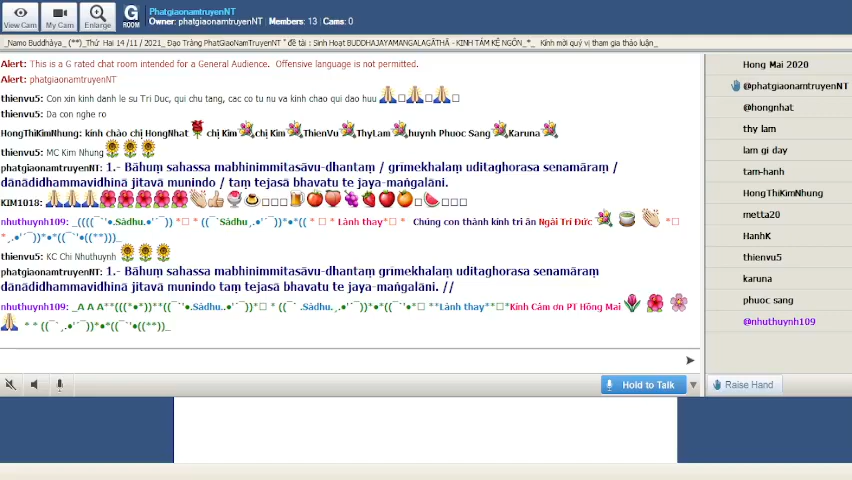 PhatgiaonamtruyenNT
Owner: phatgiaonamtruyenNT | Members: 13 | Cams: 0
View Cam
My Cam
Enlarge
G
ROOM
_Namo Buddhāya_ (**)_Thứ Hai 14 /11 / 2021_ Đạo Tràng PhatGiaoNamTruyenNT " đề tài : Sinh Hoạt BUDDHAJAYAMANGALAGĀTHĀ - KINH TÁM KỆ NGÔN_*_ Kính mời quý vị tham gia thảo luận_
Alert: This is a G rated chat room intended for a General Audience. Offensive language is not permitted.
Alert: phatgiaonamtruyenNT
thienvu5: Con xin kinh danh le su Tri Duc, qui chu tang, cac co tu nu va kinh chao qui dao huu
thienvu5: Da con nghe ro
HongThiKimNhung: kính chào chị HongNhat chị Kim chị Kim ThienVu ThyLam huynh Phuoc Sang Karuna
thienvu5: MC Kim Nhung
phatgiaonamtruyenNT: 1.- Bāhuṃ sahassa mabhinimmitasāvu-dhantaṃ / grīmekhalaṃ uditaghorasa senamāraṃ /
dānādidhammavidhinā jitavā munindo / taṃ tejasā bhavatu te jaya-maṅgalāni.
KIM1018:
nhuthuynh109: _((((¯`'•.Sādhu,.•'´¯)) *□ * ((¯`Sādhu¸.•'´¯))*•*(( * □ * Lành thay* □ * Chúng con thành kính tri ân Ngài Trí Đức *□
*¸,.•'´¯))*•*((¯`'•((**)))_
thienvu5: KC Chi Nhuthuynh
phatgiaonamtruyenNT: 1.- Bāhuṃ sahassa mabhinimmitasāvu-dhantaṃ grīmekhalaṃ uditaghorasa senamāraṃ
dānādidhammavidhinā jitavā munindo taṃ tejasā bhavatu te jaya-maṅgalāni. //
nhuthuynh109: _A A A**(((*•*))**((¯`'•.Sādhu..•'´¯)*□ * ((¯`.Sādhu.¸.•'´¯))*•*((¯`'•*□ **Lành thay**□*Kính Cảm ơn PT Hồng Mai
* * ((¯`¸.•'´¯))*•*((¯`'•((**))_
Hold to Talk
Raise Hand
Hong Mai 2020
@phatgiaonamtruyenNT
@hongnhat
thy lam
lam gi day
tam-hanh
HongThiKimNhung
metta20
HanhK
thienvu5
karuna
phuoc sang
@nhuthuynh109